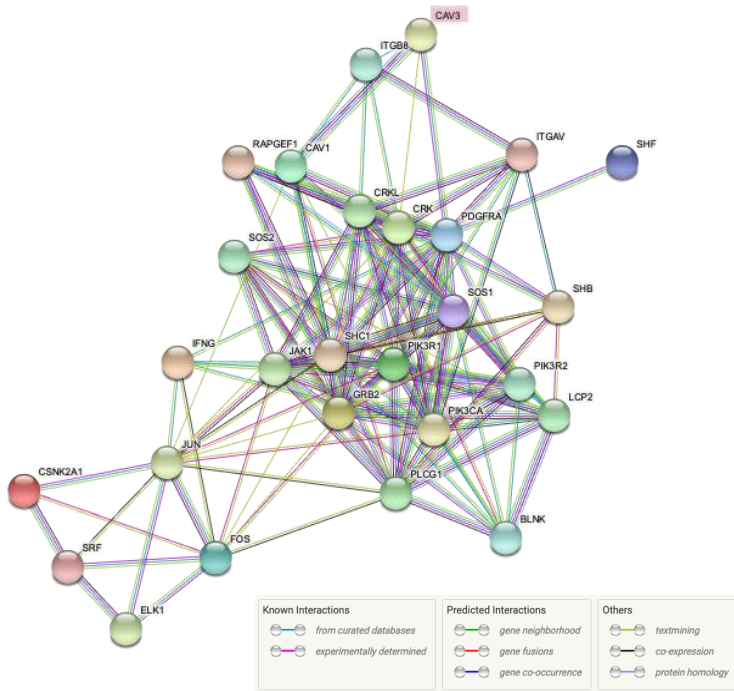 CAV3
ITGB8
RAPGEF1
CAV1
ITGAV
SHF
CRKL
CRK
PDGFRA
SOS2
SHB
SOS1
IFNG
JAK1
SHC1
PIK3R1
PIK3R2
LCP2
GRB2
PIK3CA
JUN
CSNK2A1
PLCG1
BLNK
FOS
SRF
ELK1
Known Interactions
from curated databases
experimentally determined
Predicted Interactions
gene neighborhood
gene fusions
gene co-occurrence
Others
textmining
co-expression
protein homology